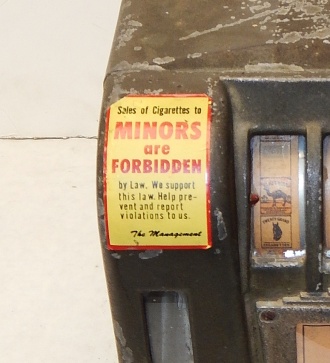 Sales of Cigarettes to
MINORS
are
FORBIDDEN
by Law. We support
this law. Help pre-
vent and report
violations to us.
The Management